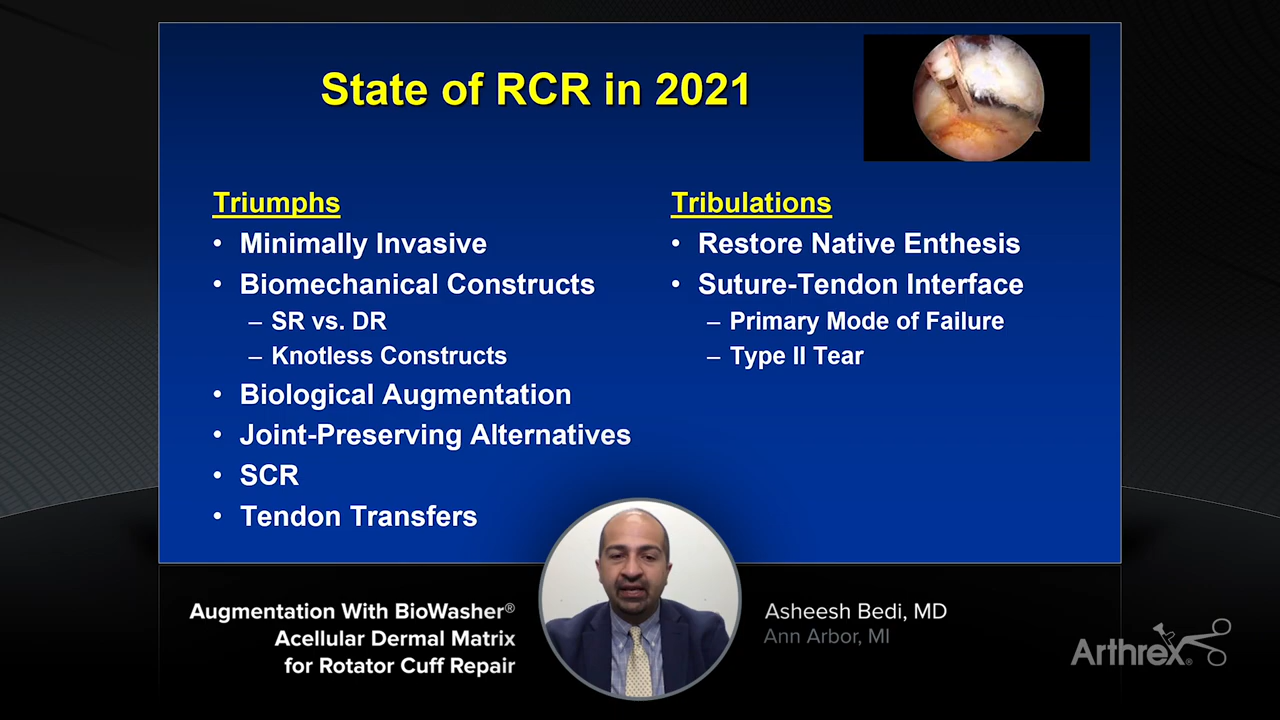 State of RCR in 2021
Triumphs
• Minimally Invasive
• Biomechanical Constructs
– SR vs. DR
– Knotless Constructs
• Biological Augmentation
• Joint-Preserving Alternatives
• SCR
• Tendon Transfers
Tribulations
• Restore Native Enthesis
• Suture-Tendon Interface
– Primary Mode of Failure
– Type II Tear
Augmentation With BioWasher®
Acellular Dermal Matrix
for Rotator Cuff Repair
Asheesh Bedi, MD
Ann Arbor, MI
Arthrex®